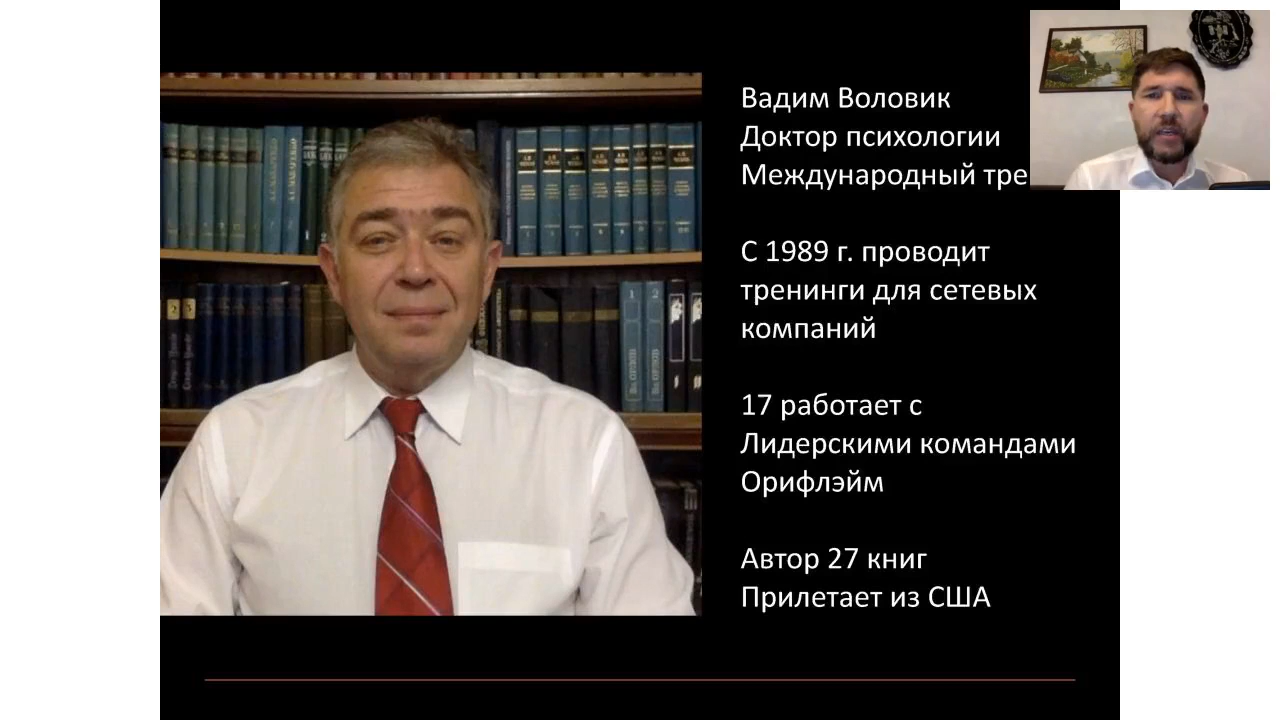 Вадим Воловик
Доктор психологии
Международный тре
С 1989 г. проводит
тренинги для сетевых
компаний
17 работает с
Лидерскими командами
Орифлэйм
Автор 27 книг
Прилетает из США